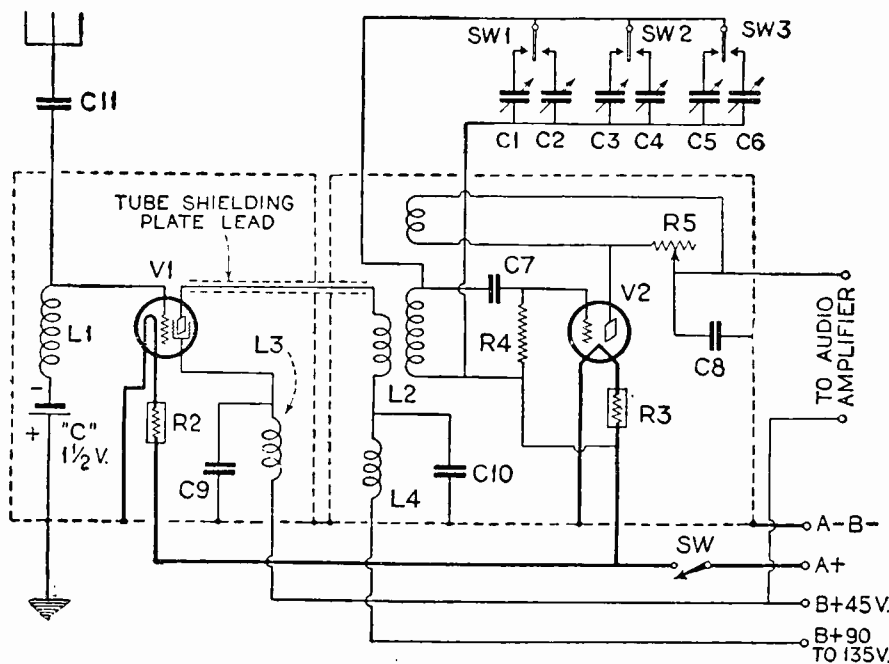 C11
SW1
SW2
SW3
C1
C2
C3
C4
C5
C6
TUBE SHIELDING
PLATE LEAD
V1
L1
-
+
"C"
1½ V.
R2
C9
L3
L2
L4
C10
C7
R4
V2
R3
R5
C8
TO AUDIO
AMPLIFIER
SW
A-B-
A+
B+45V.
B+90
TO 135V.